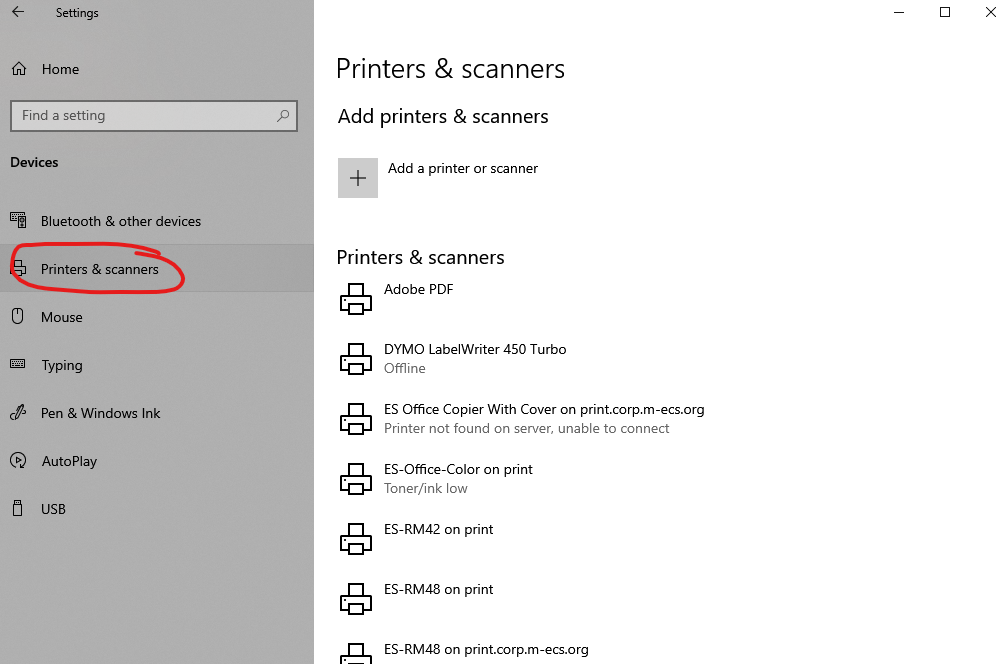 Settings
Home
Find a setting
Devices
Bluetooth & other devices
Printers & scanners
Mouse
Typing
Pen & Windows Ink
AutoPlay
USB
Printers & scanners
Add printers & scanners
Add a printer or scanner
Printers & scanners
Adobe PDF
DYMO LabelWriter 450 Turbo
Offline
ES Office Copier With Cover on print.corp.m-ecs.org
Printer not found on server, unable to connect
ES-Office-Color on print
Toner/ink low
ES-RM42 on print
ES-RM48 on print
ES-RM48 on print.corp.m-ecs.org